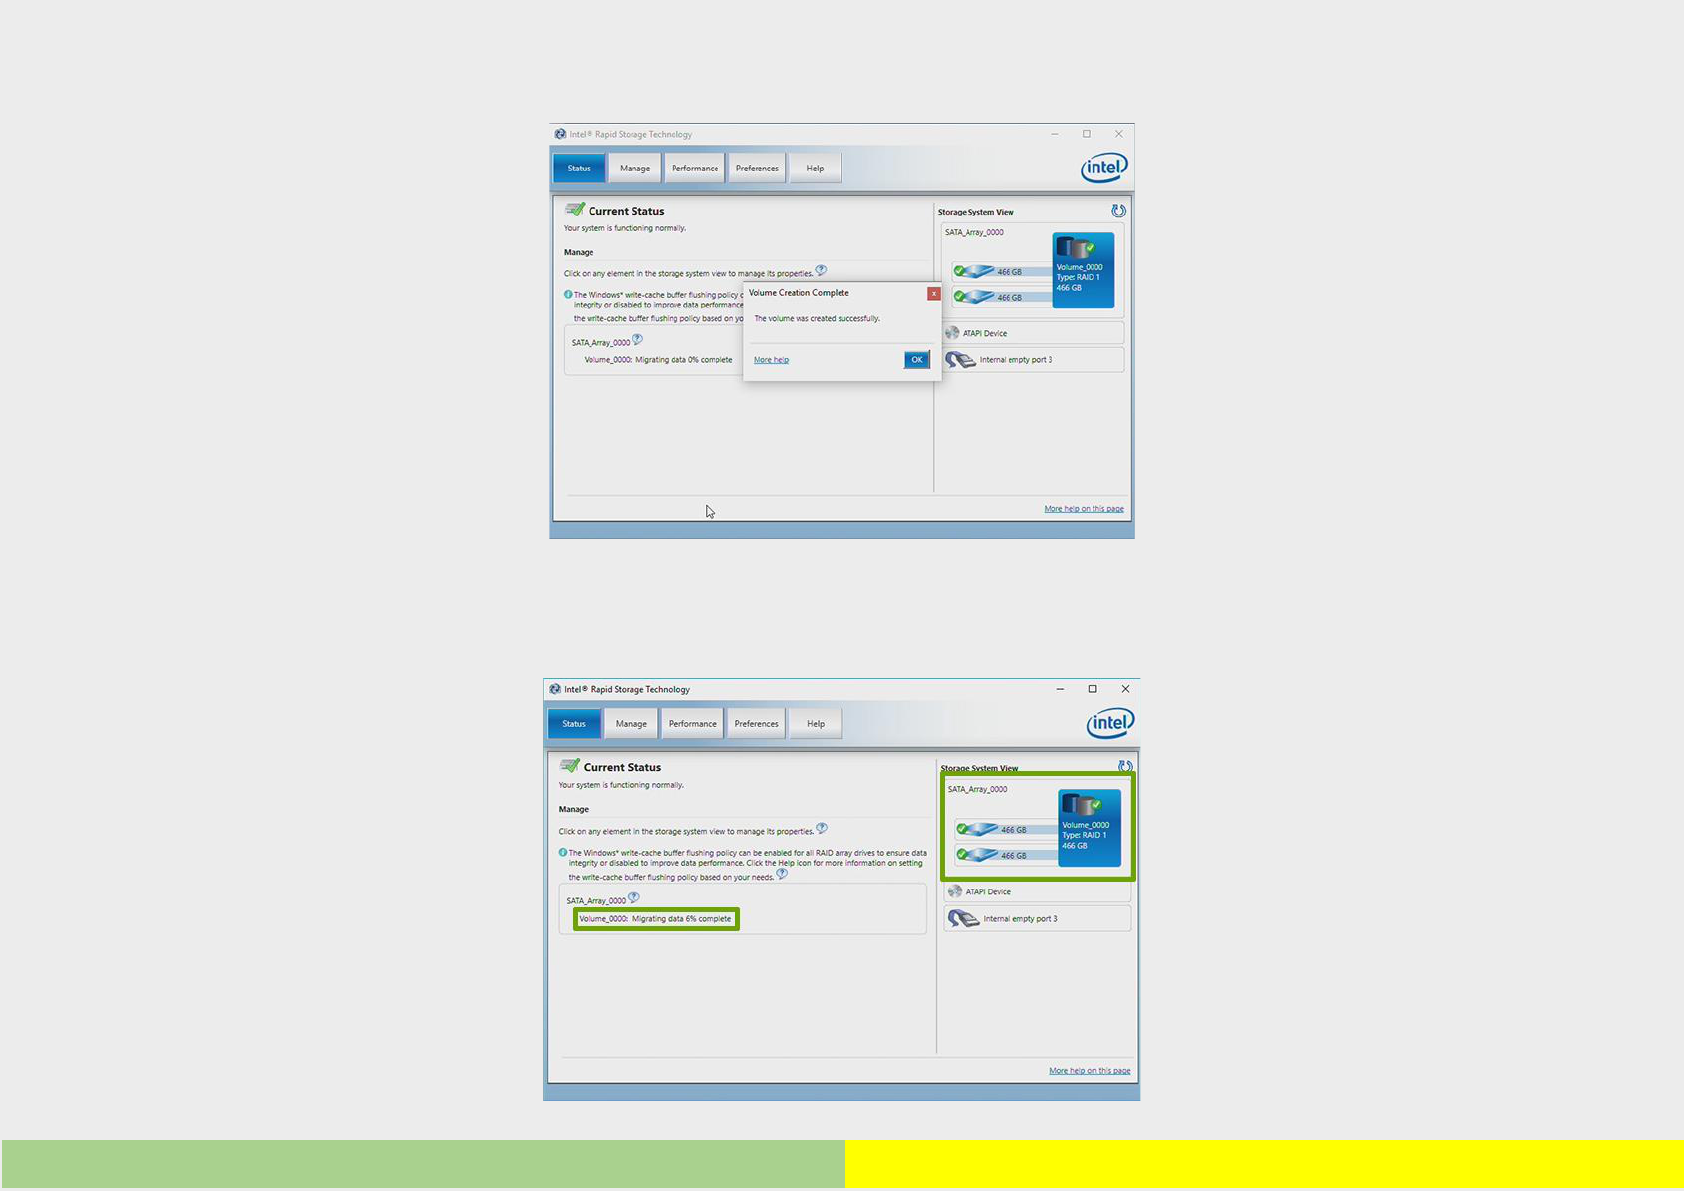 Intel® Rapid Storage Technology
Status
Manage
Performance
Preferences
Help
intel
Current Status
Your system is functioning normally.
Manage
Click on any element in the storage system view to manage its properties.
The Windows* write-cache buffer flushing policy c
integrity or disabled to improve data performance
the write-cache buffer flushing policy based on yo
SATA_Array_0000
Volume_0000: Migrating data 0% complete
Volume Creation Complete
x
The volume was created successfully.
More help
OK
Storage System View
SATA_Array_0000
466 GB
466 GB
Volume_0000
Type: RAID 1
466 GB
ATAPI Device
Internal empty port 3
More help on this page
Intel® Rapid Storage Technology
Status
Manage
Performance
Preferences
Help
intel
Current Status
Your system is functioning normally.
Manage
Click on any element in the storage system view to manage its properties.
The Windows* write-cache buffer flushing policy can be enabled for all RAID array drives to ensure data
integrity or disabled to improve data performance. Click the Help icon for more information on setting
the write-cache buffer flushing policy based on your needs.
SATA_Array_0000
Volume_0000: Migrating data 6% complete
Storage System View
SATA_Array_0000
466 GB
466 GB
Volume_0000
Type: RAID 1
466 GB
ATAPI Device
Internal empty port 3
More help on this page